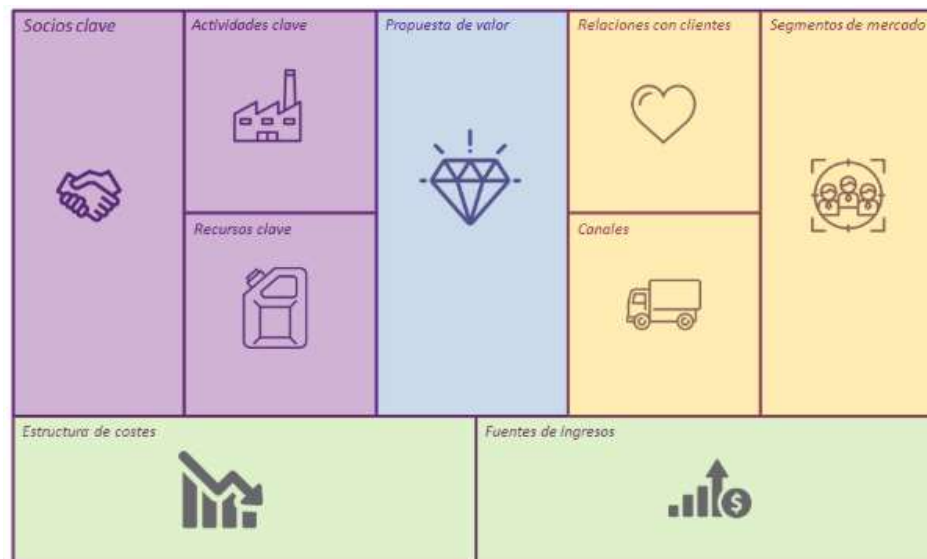 Socios clave
Actividades clave
Propuesta de valor
Relaciones con clientes
Segmentos de mercado
Recursos clave
Canales
Estructura de costes
Fuentes de ingresos
$